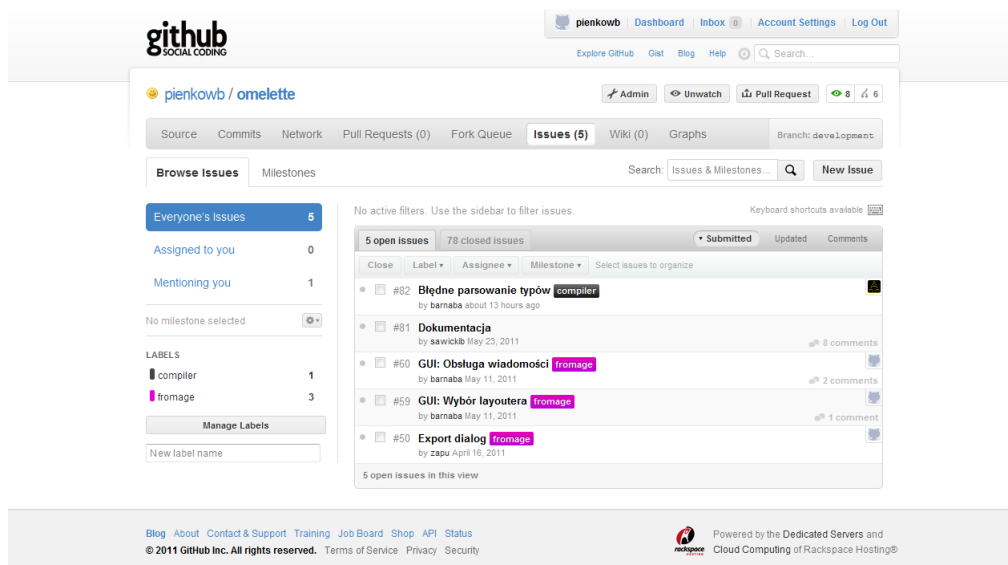 github
SOCIAL CODING
pienkowb Dashboard Inbox 0 Account Settings Log Out
Explore GitHub Gist Blog Help Search...
pienkowb / omelette
Admin Unwatch Pull Request 8 6
Source Commits Network Pull Requests (0) Fork Queue Issues (5) Wiki (0) Graphs Branch: development
Browse Issues Milestones Search: Issues & Milestones... New Issue
Everyone's Issues 5
Assigned to you 0
Mentioning you 1
No milestone selected
LABELS
compiler 1
fromage 3
Manage Labels
New label name
No active filters. Use the sidebar to filter issues. Keyboard shortcuts available
5 open issues 78 closed issues Submitted Updated Comments
Close Label Assignee Milestone Select issues to organize
#82 Błędne parsowanie typów compiler
by barnaba about 13 hours ago
#81 Dokumentacja
by sawickib May 23, 2011 8 comments
#60 GUI: Obsługa wiadomości fromage
by barnaba May 11, 2011 2 comments
#59 GUI: Wybór layoutera fromage
by barnaba May 11, 2011 1 comment
#50 Export dialog fromage
by zapu April 16, 2011
5 open issues in this view
Blog About Contact & Support Training Job Board Shop API Status
© 2011 GitHub Inc. All rights reserved. Terms of Service Privacy Security
rackspace
HOSTING
Powered by the Dedicated Servers and
Cloud Computing of Rackspace Hosting®